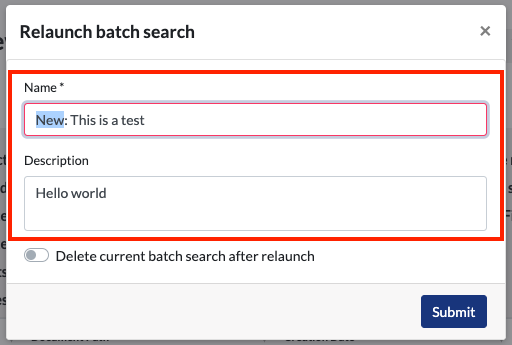 Relaunch batch search
×
Name *
New: This is a test
Description
Hello world
Delete current batch search after relaunch
Submit